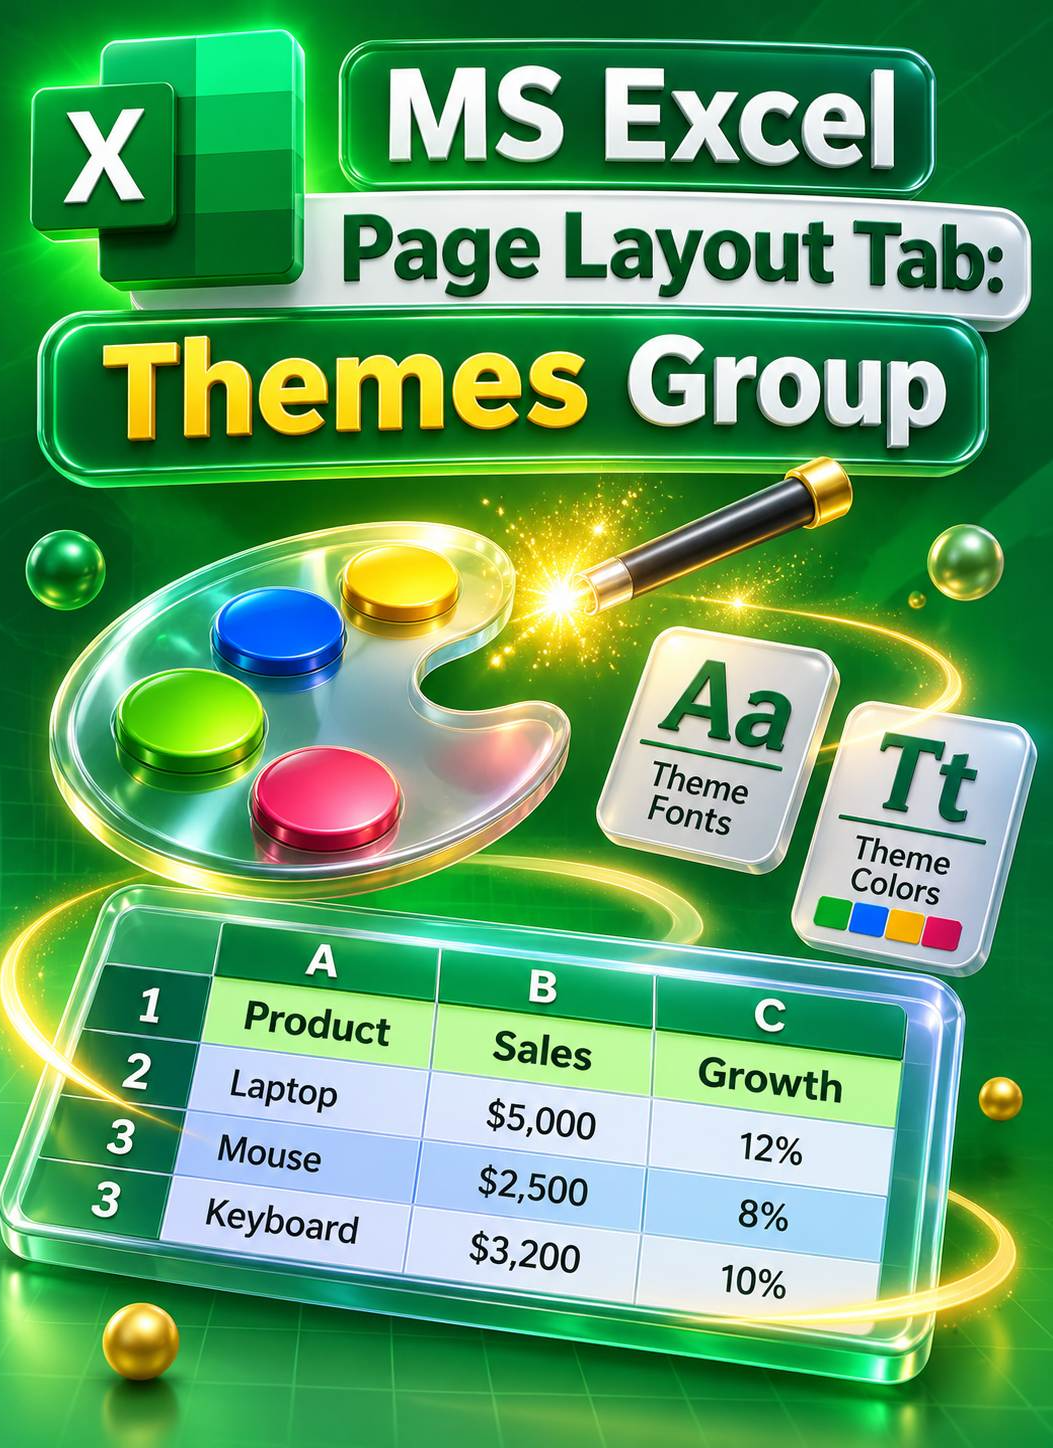 X
MS Excel
Page Layout Tab:
Themes Group
Aa
Theme
Fonts
Tt
Theme
Colors
A B C
1 Product Sales Growth
2 Laptop $5,000 12%
3 Mouse $2,500 8%
3 Keyboard $3,200 10%